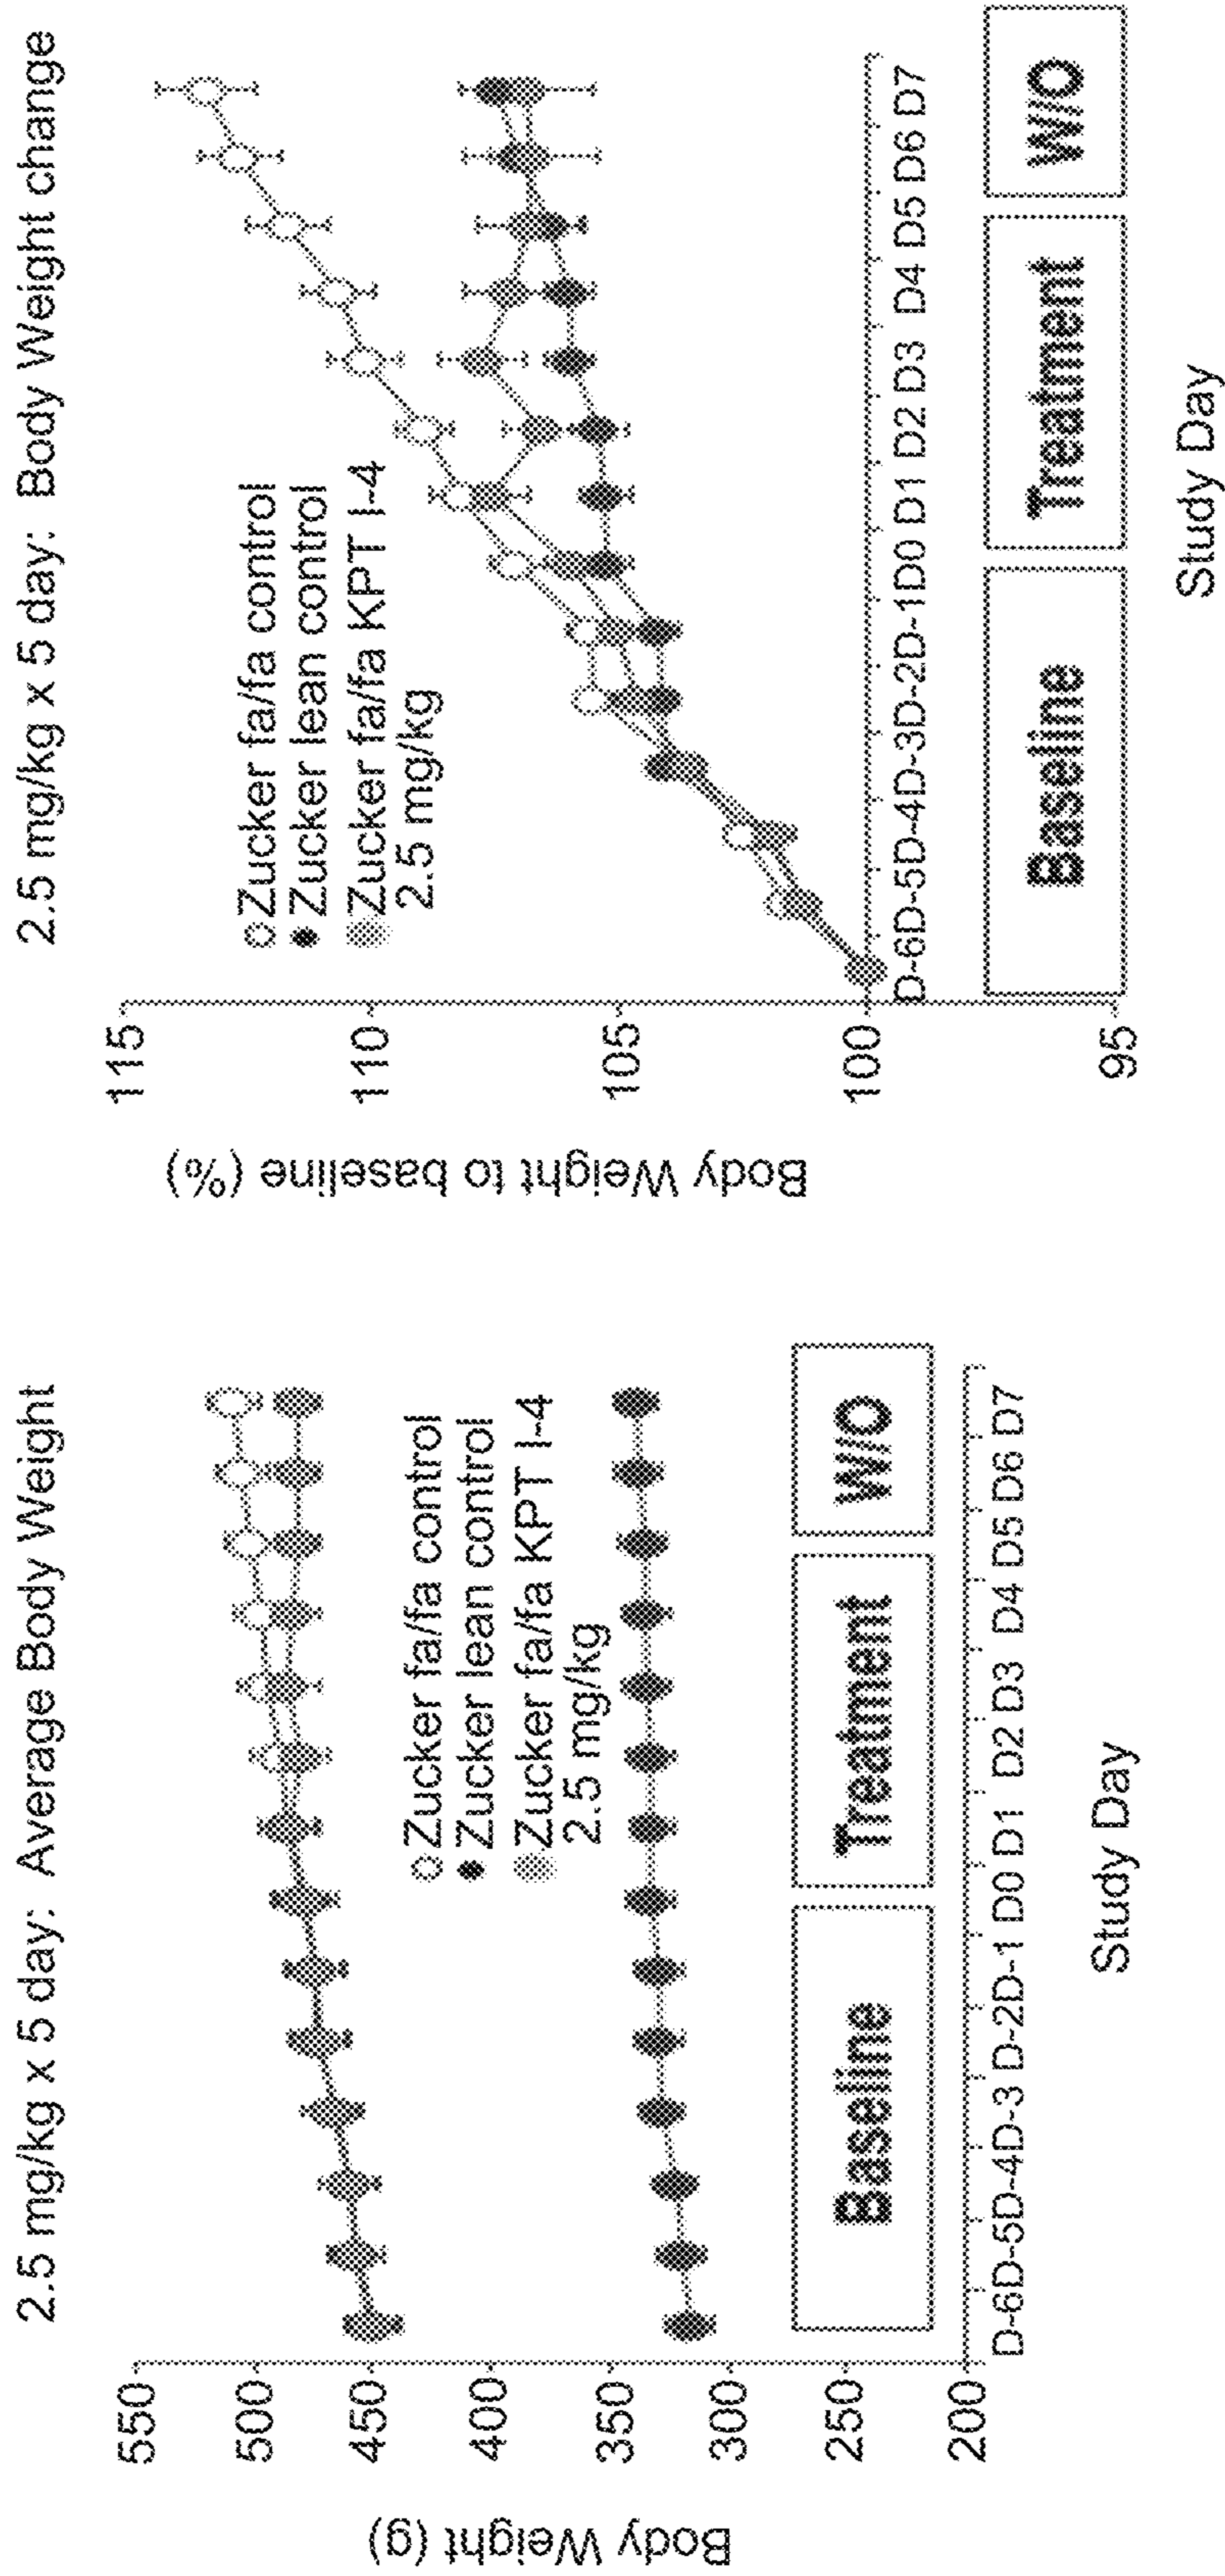 2.5 mg/kg x 5 day: Average Body Weight
Body Weight (g)
550
500
450
400
350
300
250
200
Zucker fa/fa control
Zucker lean control
Zucker fa/fa KPT I-4
2.5 mg/kg
Baseline
Treatment
W/O
D-6D-5D-4D-3 D-2D-1 D0 D1 D2 D3 D4 D5 D6 D7
Study Day
2.5 mg/kg x 5 day: Body Weight change
Body Weight to baseline (%)
115
110
105
100
95
Zucker fa/fa control
Zucker lean control
Zucker fa/fa KPT I-4
2.5 mg/kg
D-6D-5D-4D-3D-2D-1D0 D1 D2 D3 D4 D5 D6 D7
Baseline
Treatment
W/O
Study Day